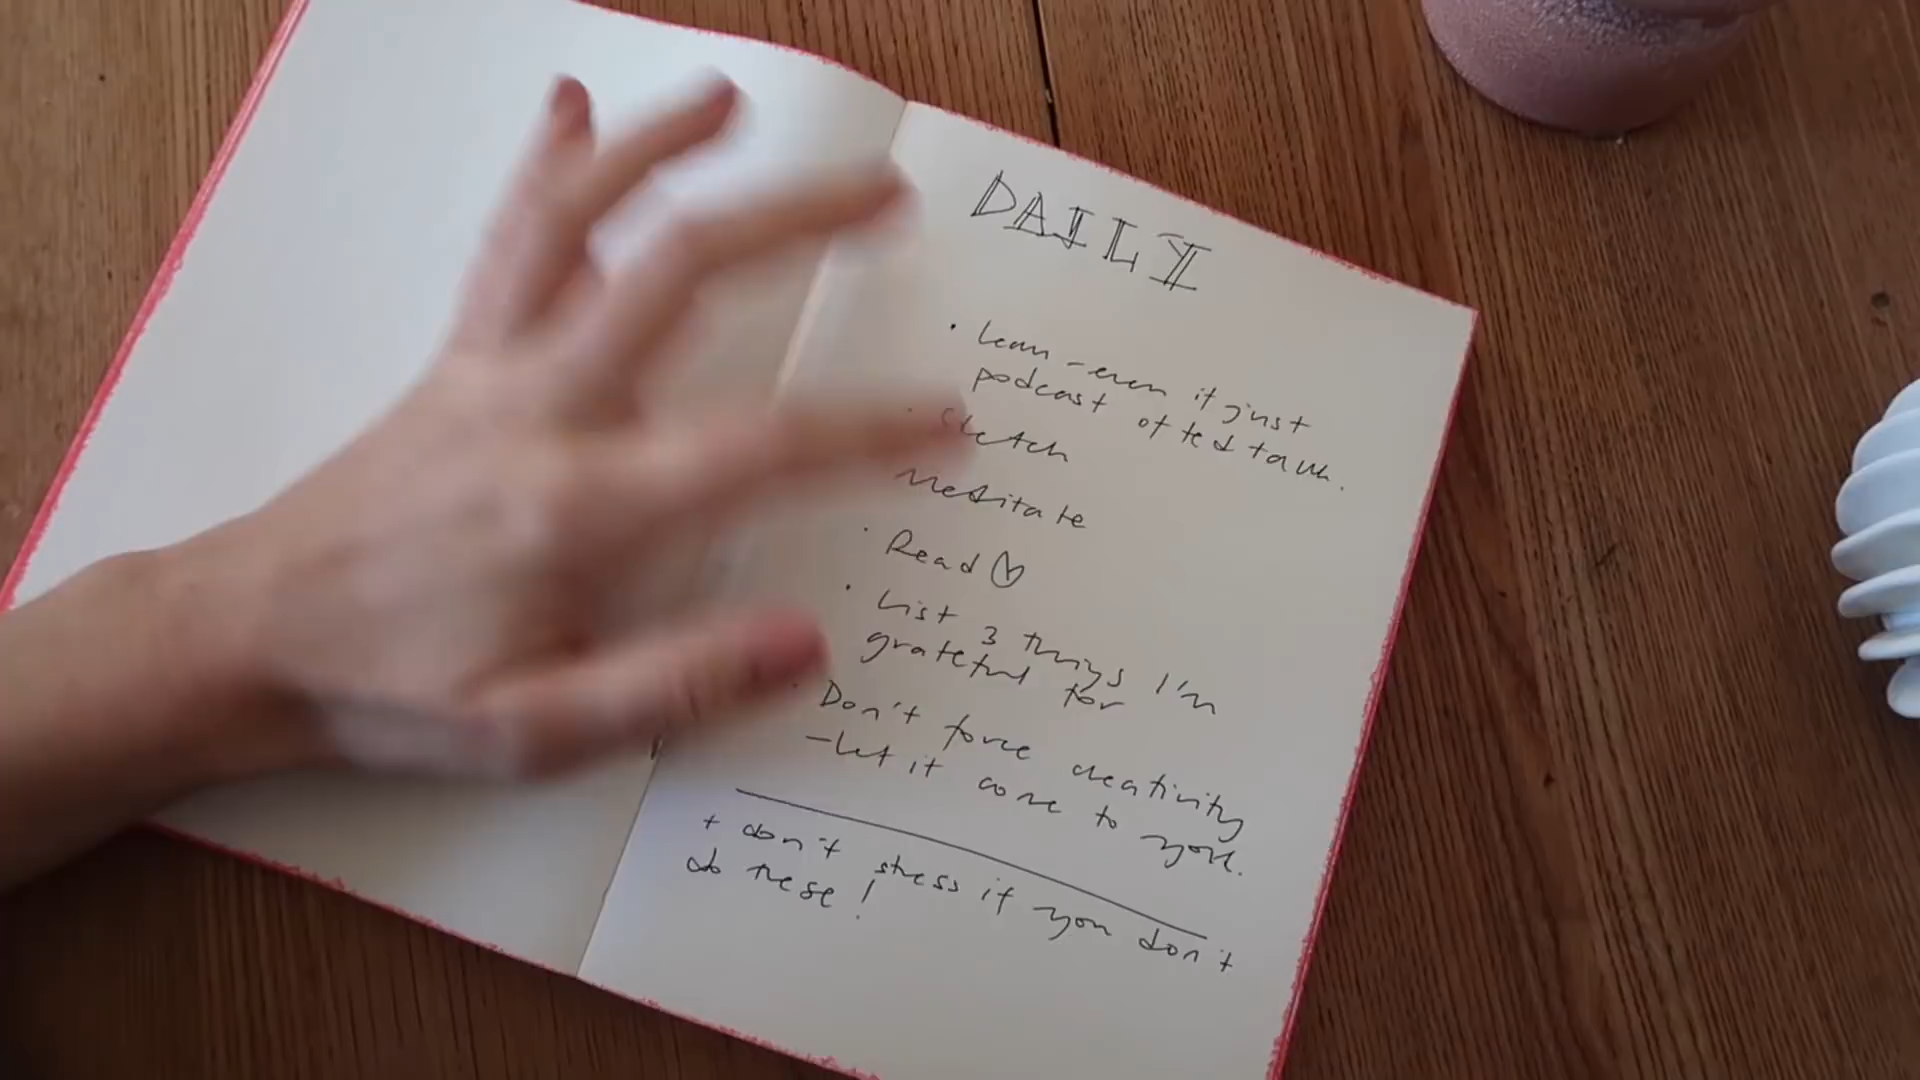 DAILY
• Learn - even if just
podcast of ted talk.
• Sketch
Meditate
• Read
• List 3 things I'm
grateful for
• Don't force creativity
- let it come to you.
+ don't stress if you don't
do these!